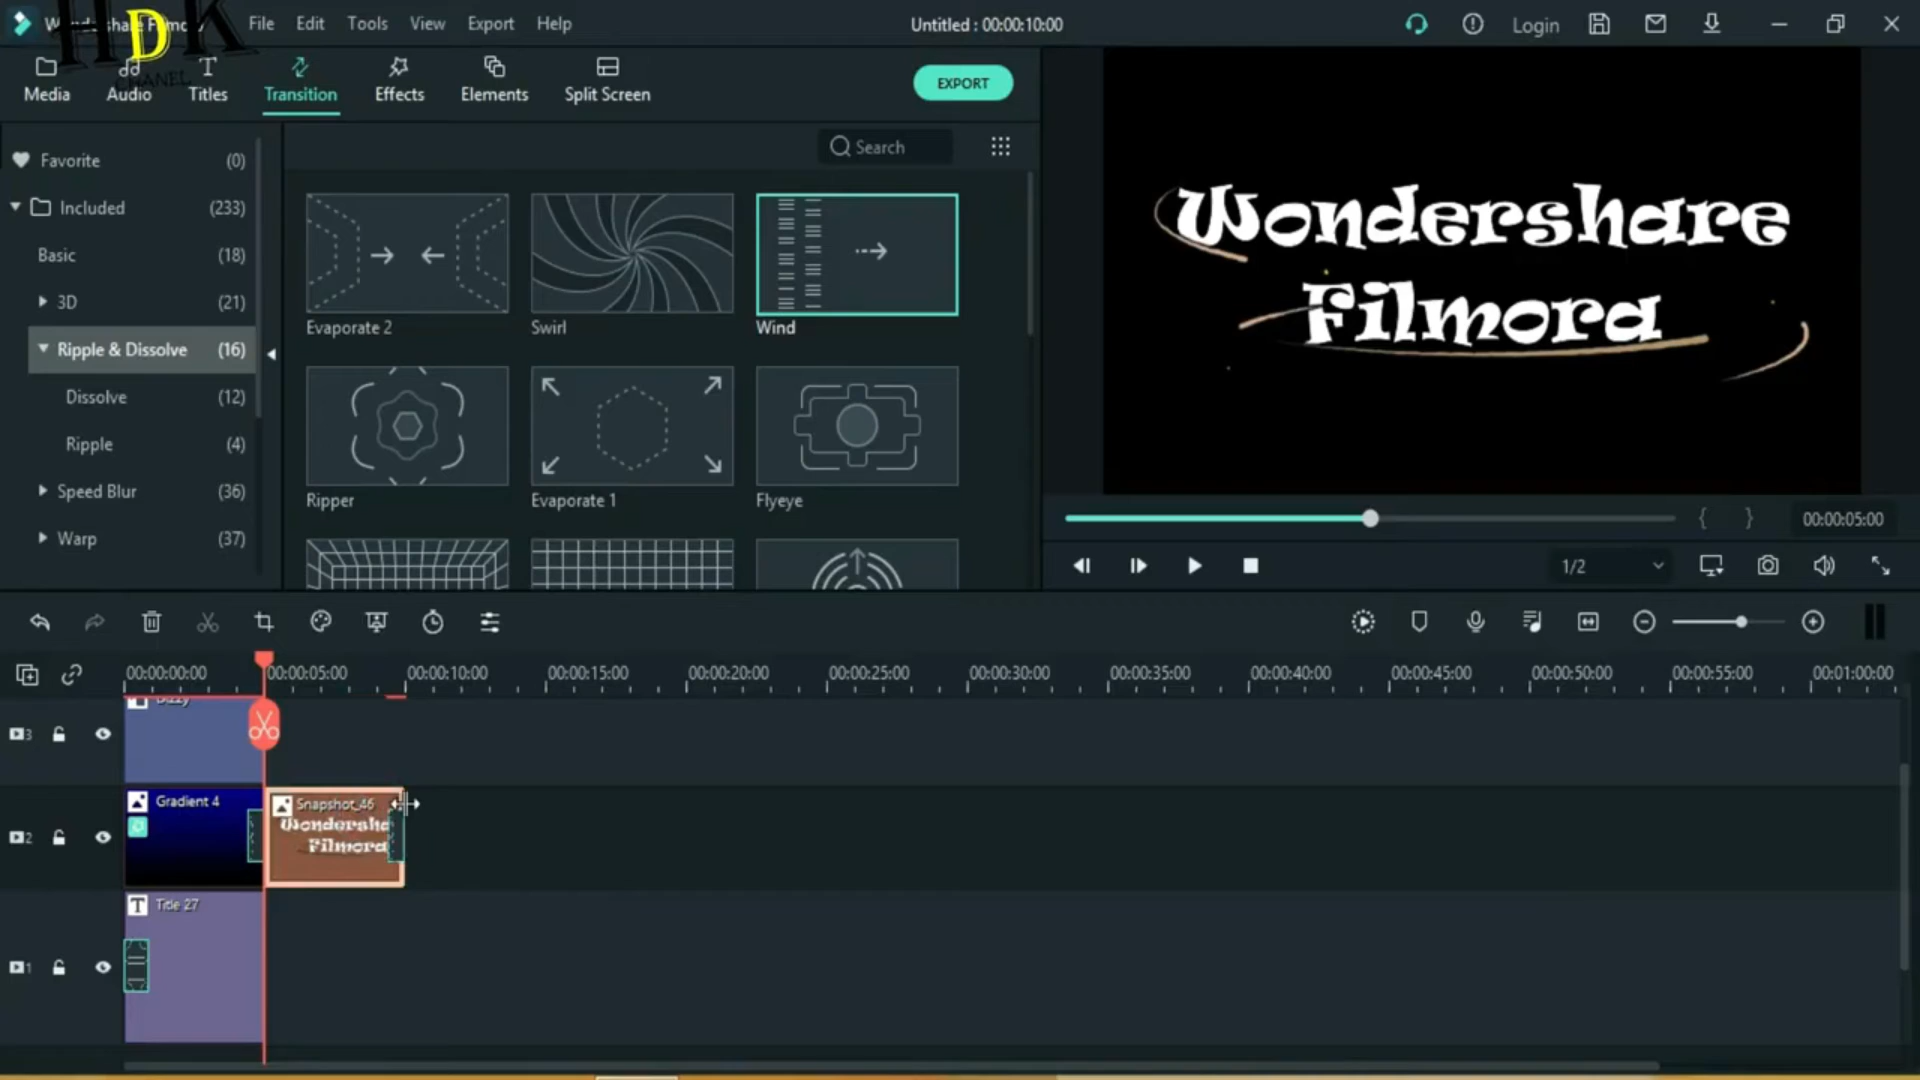 HDK
CHANEL
File Edit Tools View Export Help
Untitled : 00:00:10:00
Login
Media Audio Titles Transition Effects Elements Split Screen
EXPORT
Search
Favorite (0)
Included (233)
Basic (18)
3D (21)
Ripple & Dissolve (16)
Dissolve (12)
Ripple (4)
Speed Blur (36)
Warp (37)
Evaporate 2 Swirl Wind
Ripper Evaporate 1 Flyeye
Wondershare
Filmora
00:00:05:00
1/2
00:00:00:00 00:00:05:00 00:00:10:00 00:00:15:00 00:00:20:00 00:00:25:00 00:00:30:00 00:00:35:00 00:00:40:00 00:00:45:00 00:00:50:00 00:00:55:00 00:01:00:00
3
Dizzy
2
Gradient 4
Snapshot_46
Wondersha
Filmora
1
Title 27